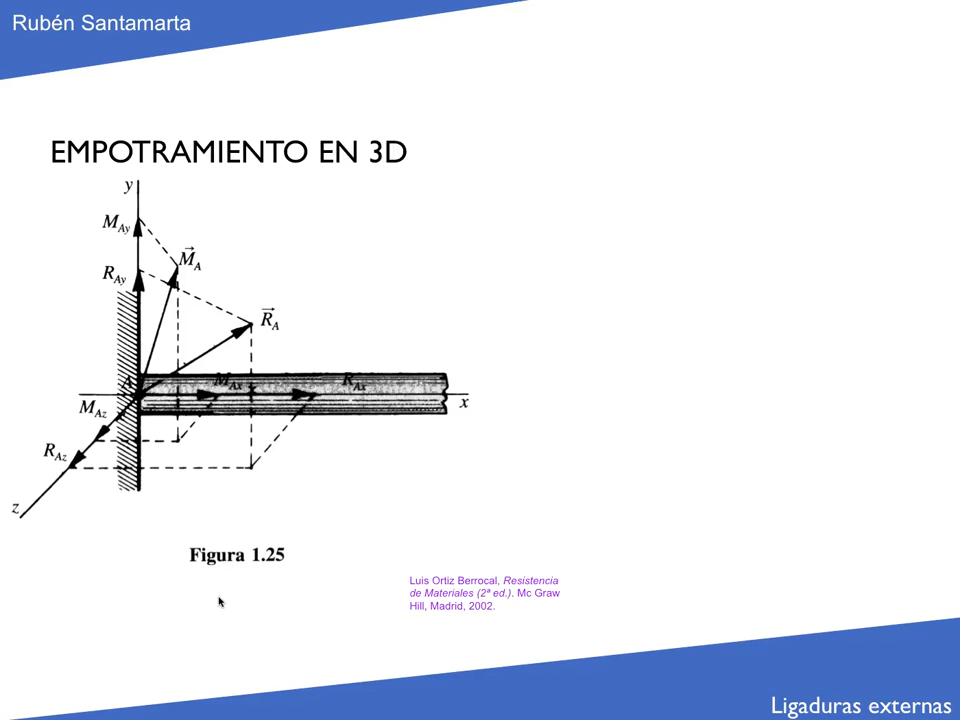 Rubén Santamarta
EMPOTRAMIENTO EN 3D
y
M_Ay
M_A
R_Ay
R_A
A
M_Ax
R_Ax
x
M_Az
R_Az
z
Figura 1.25
Luis Ortiz Berrocal, Resistencia
de Materiales (2ª ed.). Mc Graw
Hill, Madrid, 2002.
Ligaduras externas